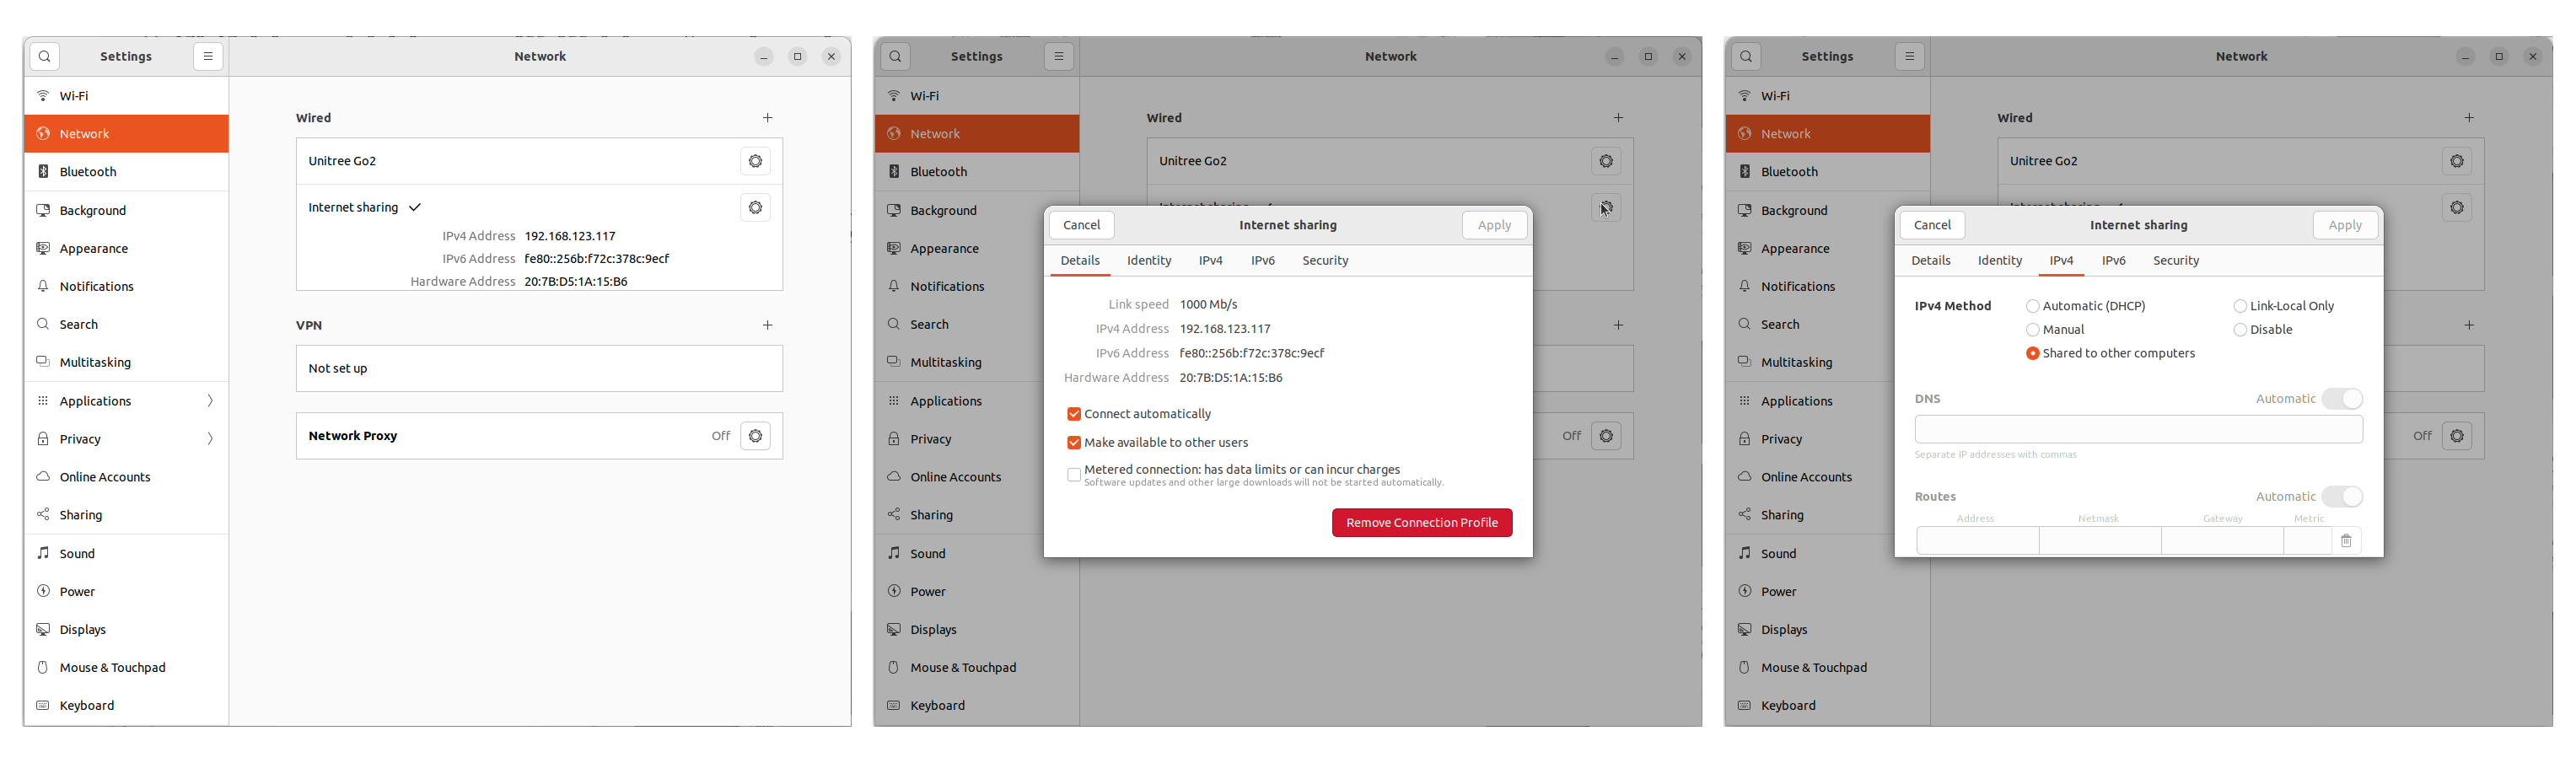 Settings
Network
Wi-Fi
Network
Bluetooth
Background
Appearance
Notifications
Search
Multitasking
Applications
Privacy
Online Accounts
Sharing
Sound
Power
Displays
Mouse & Touchpad
Keyboard
Wired
Unitree Go2
Internet sharing
IPv4 Address 192.168.123.117
IPv6 Address fe80::256b:f72c:378c:9ecf
Hardware Address 20:7B:D5:1A:15:B6
VPN
Not set up
Network Proxy Off
Settings
Network
Wi-Fi
Network
Bluetooth
Background
Appearance
Notifications
Search
Multitasking
Applications
Privacy
Online Accounts
Sharing
Sound
Power
Displays
Mouse & Touchpad
Keyboard
Wired
Unitree Go2
Internet sharing
Off
Cancel Internet sharing Apply
Details Identity IPv4 IPv6 Security
Link speed 1000 Mb/s
IPv4 Address 192.168.123.117
IPv6 Address fe80::256b:f72c:378c:9ecf
Hardware Address 20:7B:D5:1A:15:B6
Connect automatically
Make available to other users
Metered connection: has data limits or can incur charges
Software updates and other large downloads will not be started automatically.
Remove Connection Profile
Settings
Network
Wi-Fi
Network
Bluetooth
Background
Appearance
Notifications
Search
Multitasking
Applications
Privacy
Online Accounts
Sharing
Sound
Power
Displays
Mouse & Touchpad
Keyboard
Wired
Unitree Go2
Off
Cancel Internet sharing Apply
Details Identity IPv4 IPv6 Security
IPv4 Method Automatic (DHCP) Link-Local Only
Manual Disable
Shared to other computers
DNS Automatic
Separate IP addresses with commas
Routes Automatic
Address Netmask Gateway Metric